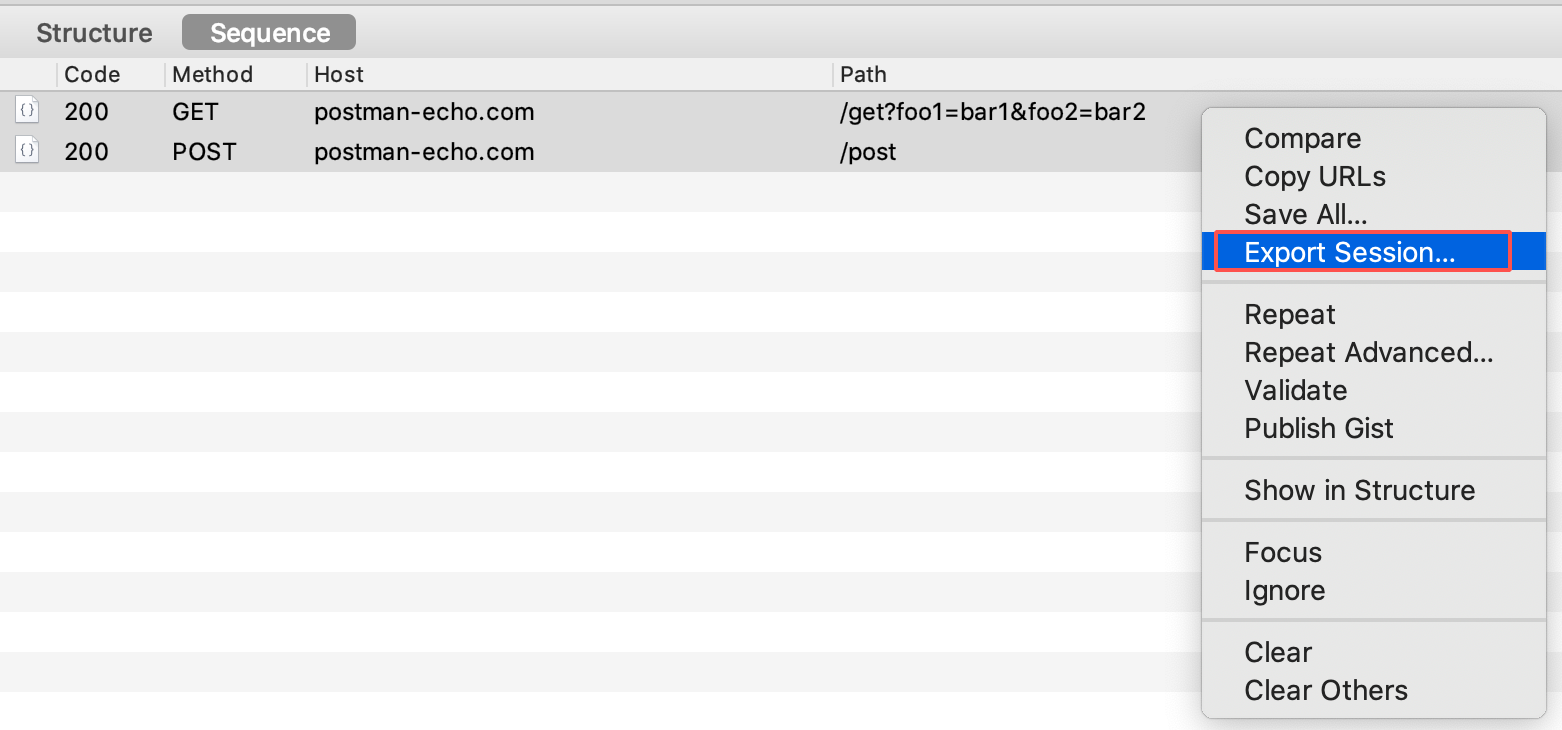 Structure Sequence
Code Method Host Path
{} 200 GET postman-echo.com /get?foo1=bar1&foo2=bar2
{} 200 POST postman-echo.com /post
Compare
Copy URLs
Save All...
Export Session...
Repeat
Repeat Advanced...
Validate
Publish Gist
Show in Structure
Focus
Ignore
Clear
Clear Others